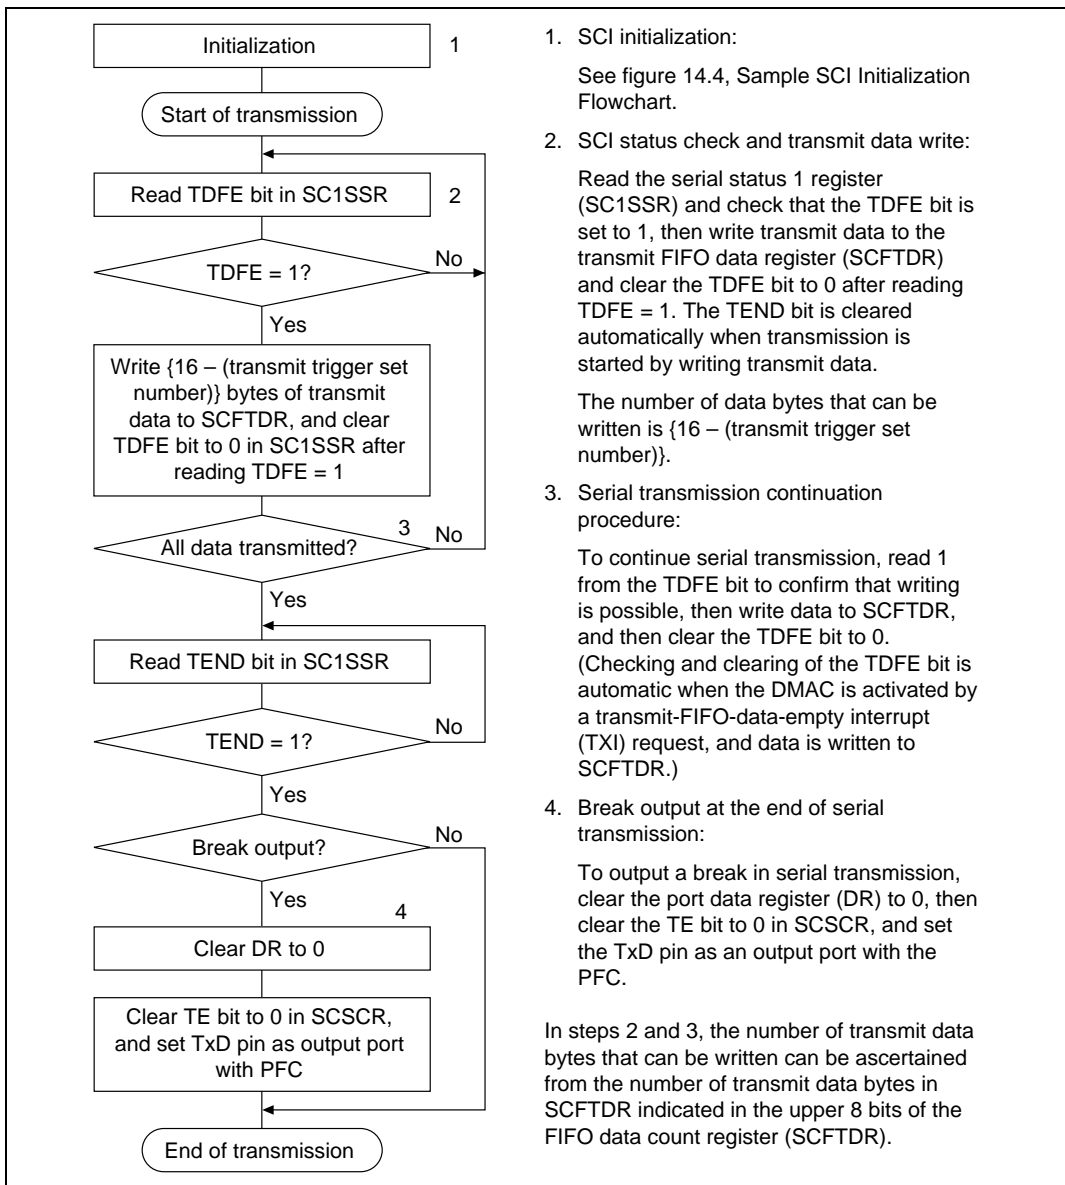 Initialization
1
Start of transmission
Read TDFE bit in SC1SSR
2
TDFE = 1?
No
Yes
Write {16 – (transmit trigger set
number)} bytes of transmit
data to SCFTDR, and clear
TDFE bit to 0 in SC1SSR after
reading TDFE = 1
3
All data transmitted?
No
Yes
Read TEND bit in SC1SSR
TEND = 1?
No
Yes
Break output?
No
Yes
4
Clear DR to 0
Clear TE bit to 0 in SCSCR,
and set TxD pin as output port
with PFC
End of transmission
1. SCI initialization:
See figure 14.4, Sample SCI Initialization
Flowchart.
2. SCI status check and transmit data write:
Read the serial status 1 register
(SC1SSR) and check that the TDFE bit is
set to 1, then write transmit data to the
transmit FIFO data register (SCFTDR)
and clear the TDFE bit to 0 after reading
TDFE = 1. The TEND bit is cleared
automatically when transmission is
started by writing transmit data.
The number of data bytes that can be
written is {16 – (transmit trigger set
number)}.
3. Serial transmission continuation
procedure:
To continue serial transmission, read 1
from the TDFE bit to confirm that writing
is possible, then write data to SCFTDR,
and then clear the TDFE bit to 0.
(Checking and clearing of the TDFE bit is
automatic when the DMAC is activated by
a transmit-FIFO-data-empty interrupt
(TXI) request, and data is written to
SCFTDR.)
4. Break output at the end of serial
transmission:
To output a break in serial transmission,
clear the port data register (DR) to 0, then
clear the TE bit to 0 in SCSCR, and set
the TxD pin as an output port with the
PFC.
In steps 2 and 3, the number of transmit data
bytes that can be written can be ascertained
from the number of transmit data bytes in
SCFTDR indicated in the upper 8 bits of the
FIFO data count register (SCFTDR).